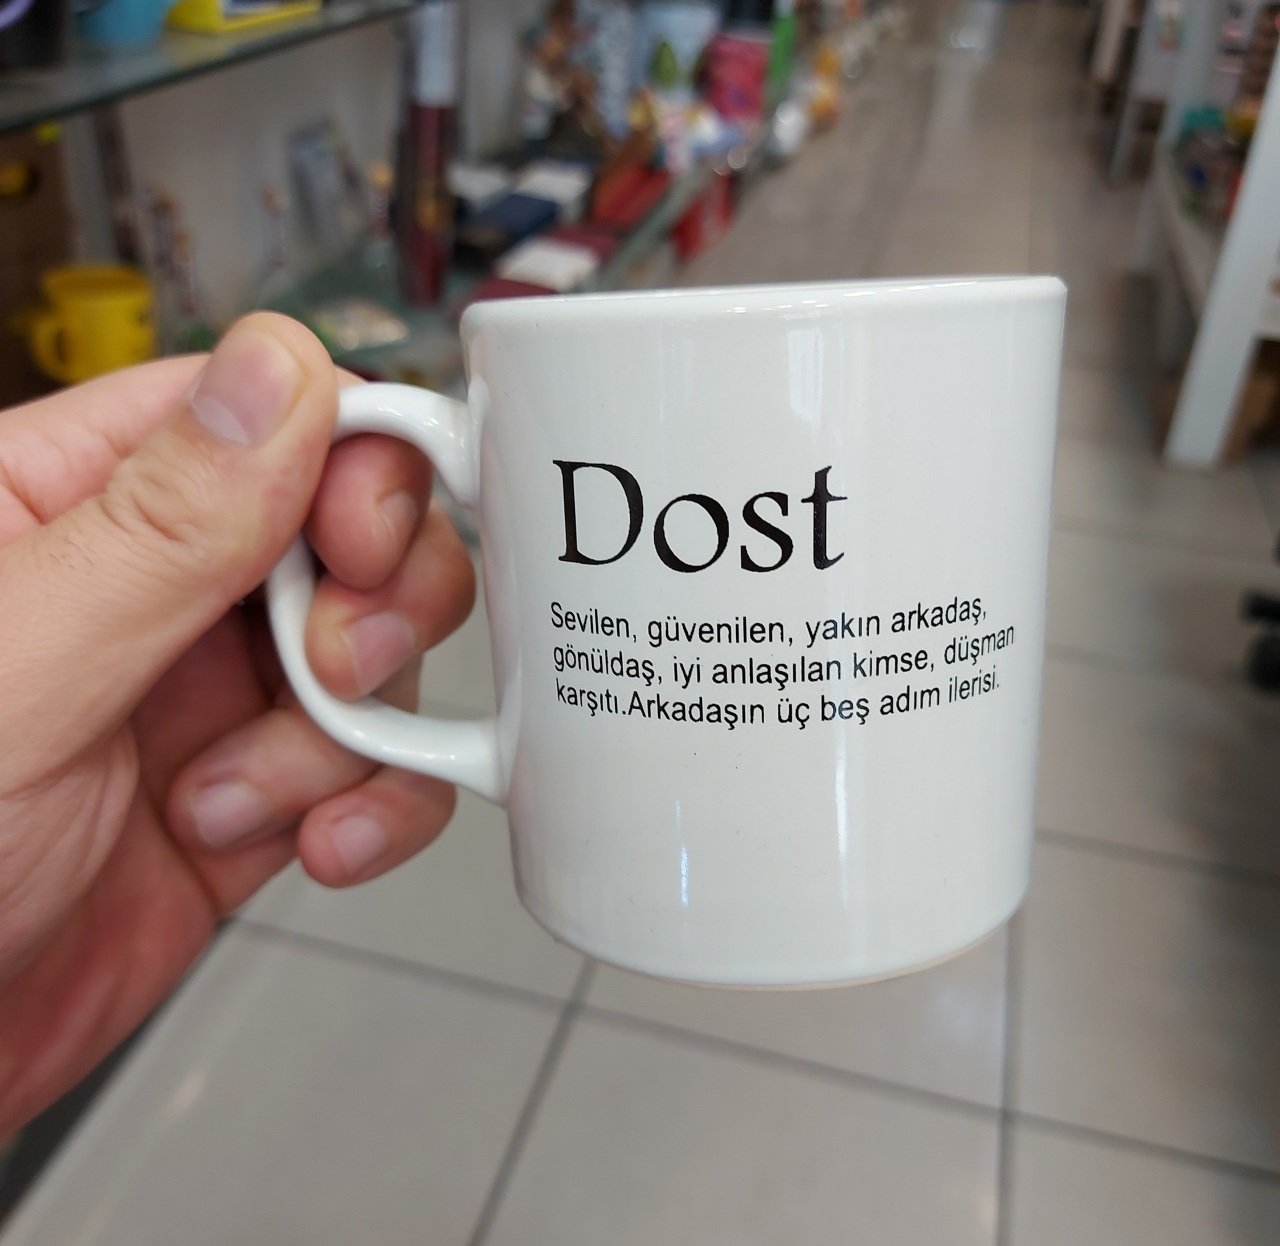 Dost
Sevilen, güvenilen, yakın arkadaş,
gönüldaş, iyi anlaşılan kimse, düşman
karşıtı.Arkadaşın üç beş adım ilerisi.